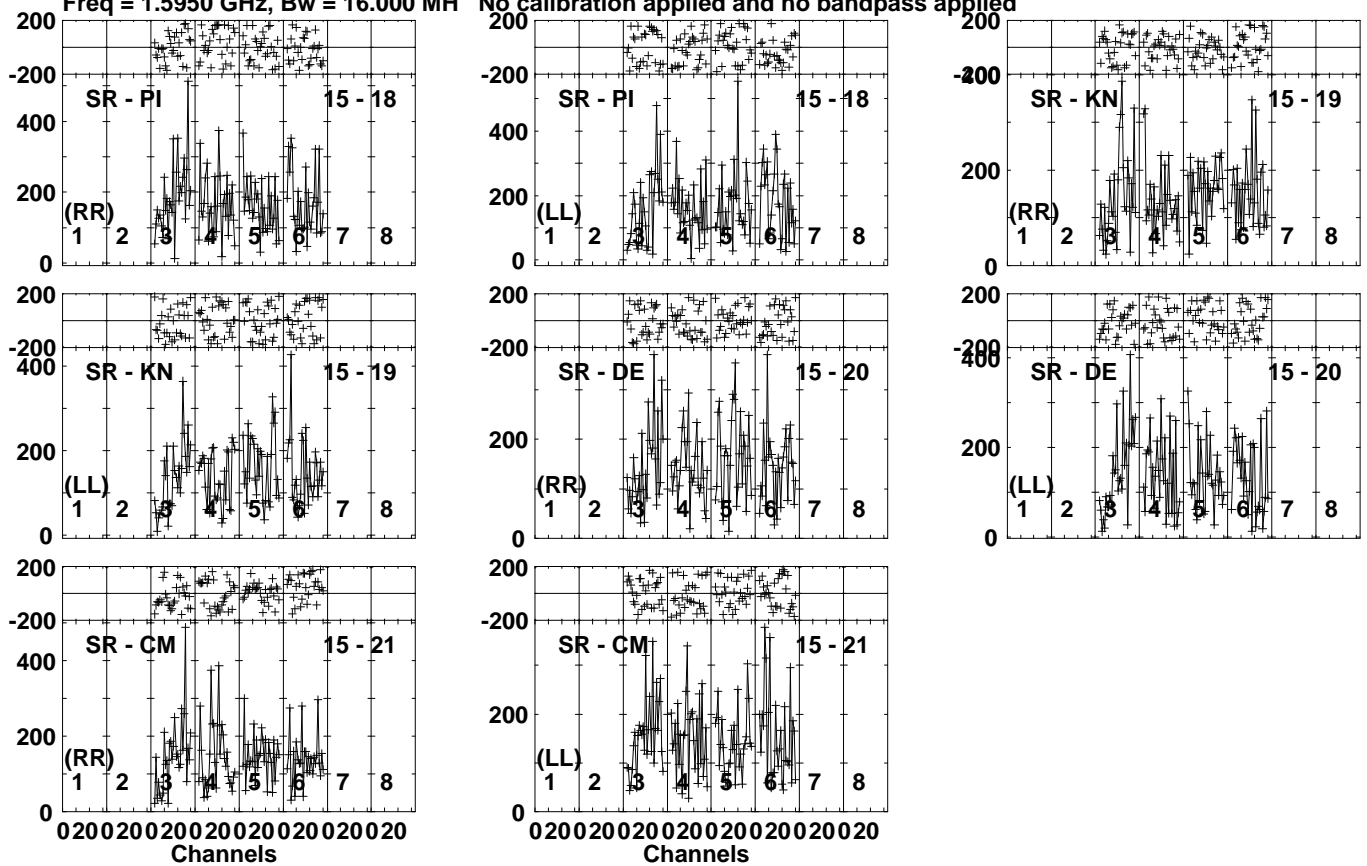 Freq = 1.5950 GHz, Bw = 16.000 MH No calibration applied and no bandpass applied
200
-200
SR - PI 15 - 18
400
200
(RR)
1 2 3 4 5 6 7 8
0
200
-200
SR - PI 15 - 18
400
200
(LL)
1 2 3 4 5 6 7 8
0
200
-200
400
SR - KN 15 - 19
200
(RR)
1 2 3 4 5 6 7 8
0
200
-200
400
SR - KN 15 - 19
200
(LL)
1 2 3 4 5 6 7 8
0
200
-200
SR - DE 15 - 20
200
(RR)
1 2 3 4 5 6 7 8
0
200
-200
400
SR - DE 15 - 20
200
(LL)
1 2 3 4 5 6 7 8
0
200
-200
SR - CM 15 - 21
400
200
(RR)
1 2 3 4 5 6 7 8
0
0 20 0 20 0 20 0 20 0 20 0 20 0 20 0 20
Channels
200
-200
SR - CM 15 - 21
200
(LL)
1 2 3 4 5 6 7 8
0
0 20 0 20 0 20 0 20 0 20 0 20 0 20 0 20
Channels